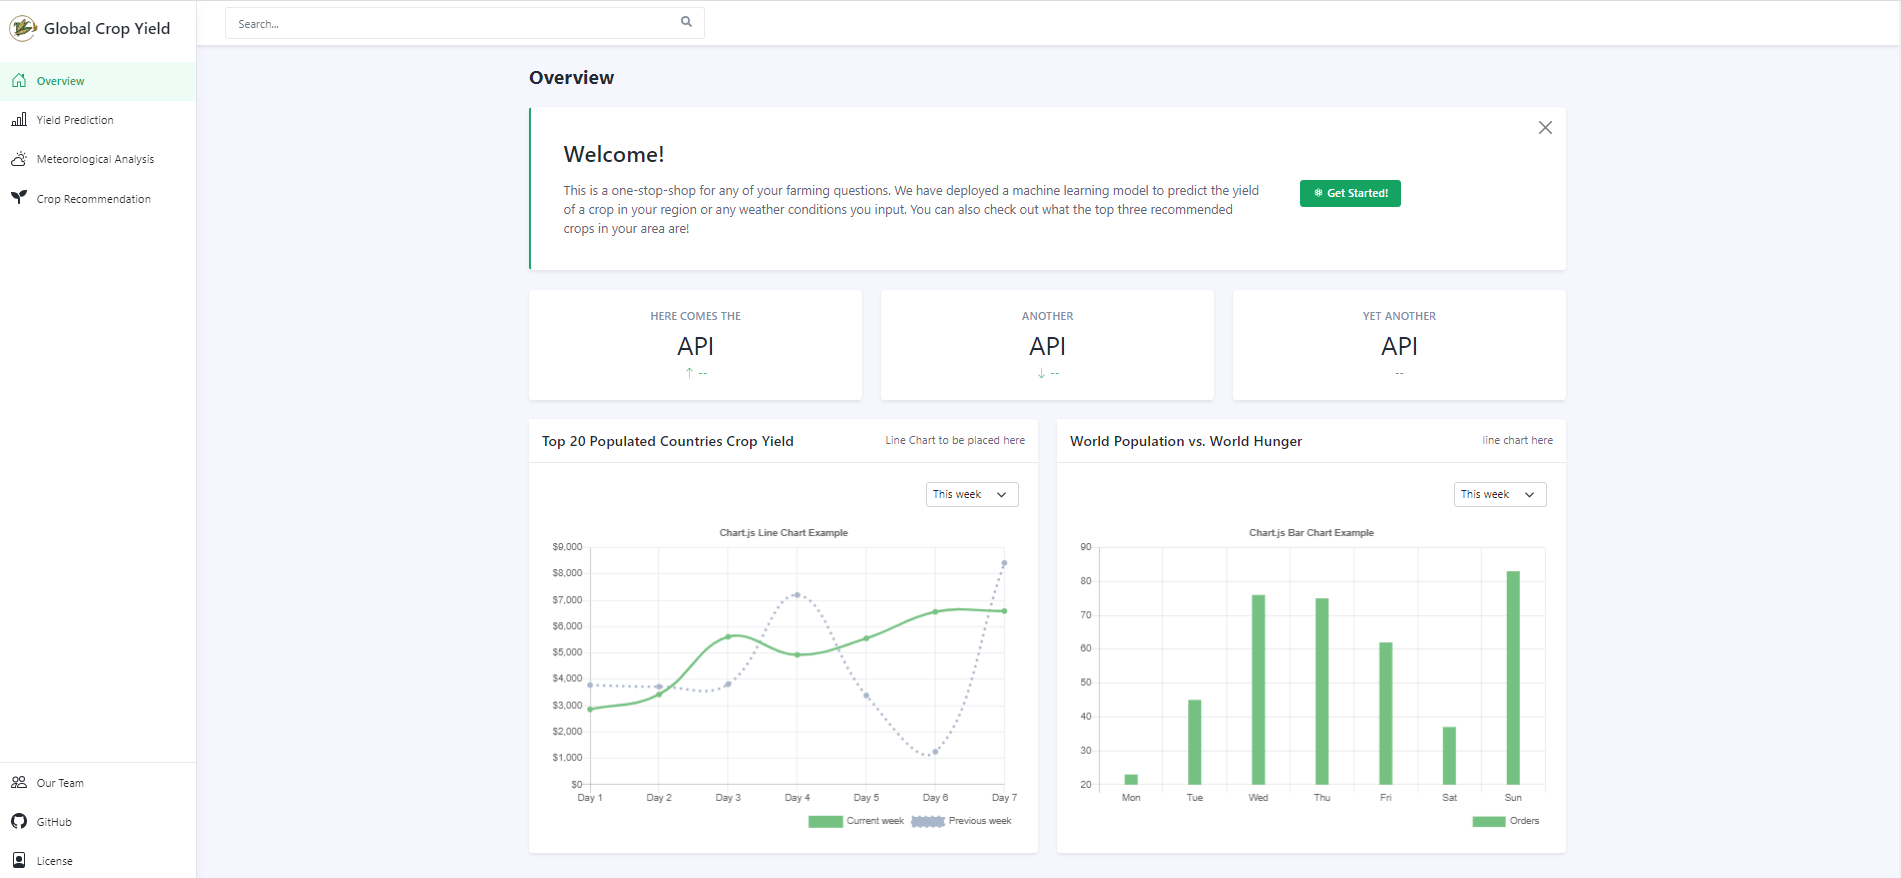 Global Crop Yield
Search...
Overview
Yield Prediction
Meteorological Analysis
Crop Recommendation
Our Team
GitHub
License
Overview
Welcome!
This is a one-stop-shop for any of your farming questions. We have deployed a machine learning model to predict the yield
of a crop in your region or any weather conditions you input. You can also check out what the top three recommended
crops in your area are!
Get Started!
HERE COMES THE
API
↑ --
ANOTHER
API
↓ --
YET ANOTHER
API
--
Top 20 Populated Countries Crop Yield
Line Chart to be placed here
This week
Chart.js Line Chart Example
$9,000
$8,000
$7,000
$6,000
$5,000
$4,000
$3,000
$2,000
$1,000
$0
Day 1 Day 2 Day 3 Day 4 Day 5 Day 6 Day 7
Current week Previous week
World Population vs. World Hunger
line chart here
This week
Chart.js Bar Chart Example
90
80
70
60
50
40
30
20
Mon Tue Wed Thu Fri Sat Sun
Orders